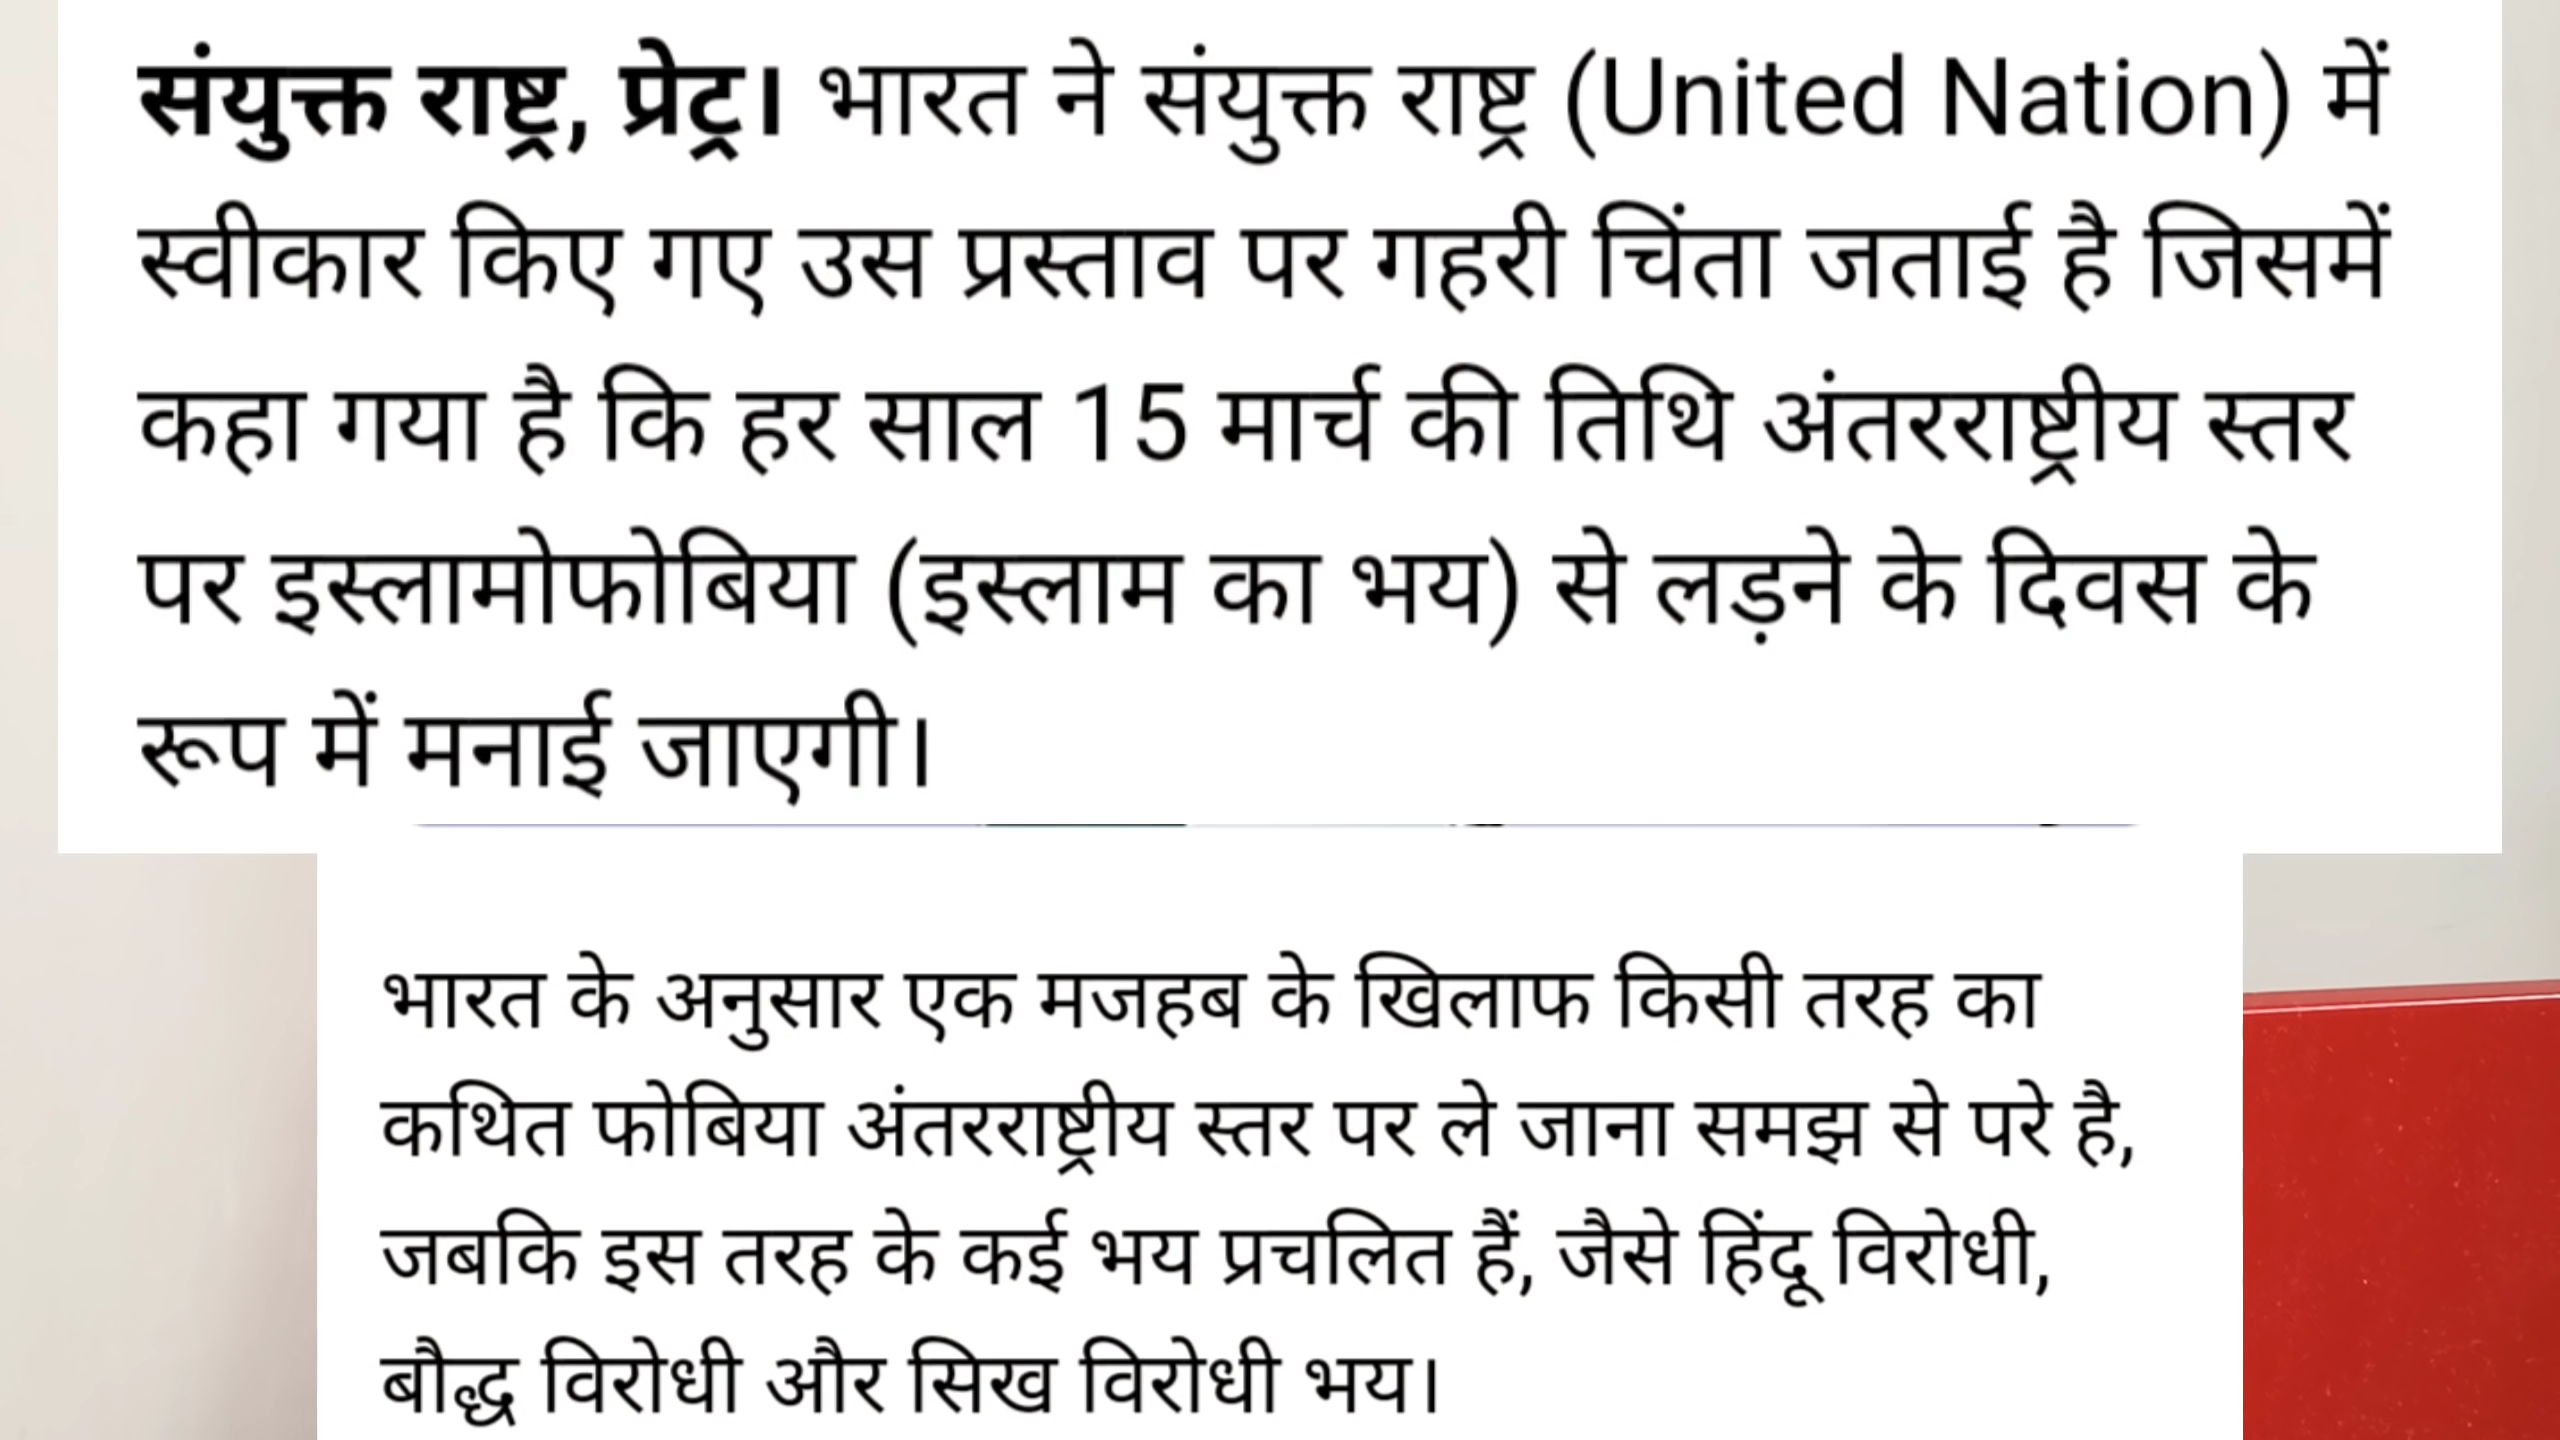 संयुक्त राष्ट्र, प्रेट्र। भारत ने संयुक्त राष्ट्र (United Nation) में
स्वीकार किए गए उस प्रस्ताव पर गहरी चिंता जताई है जिसमें
कहा गया है कि हर साल 15 मार्च की तिथि अंतरराष्ट्रीय स्तर
पर इस्लामोफोबिया (इस्लाम का भय) से लड़ने के दिवस के
रूप में मनाई जाएगी।
भारत के अनुसार एक मजहब के खिलाफ किसी तरह का
कथित फोबिया अंतरराष्ट्रीय स्तर पर ले जाना समझ से परे है,
जबकि इस तरह के कई भय प्रचलित हैं, जैसे हिंदू विरोधी,
बौद्ध विरोधी और सिख विरोधी भय।